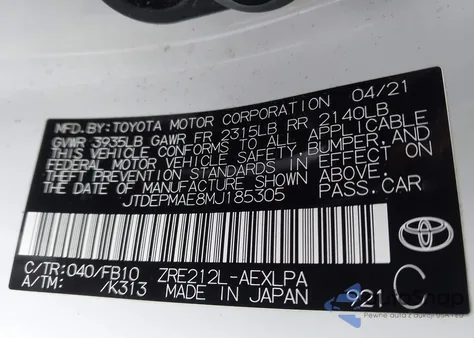 MFD. BY: TOYOTA MOTOR CORPORATION 04/21
GVWR 3935LB GAWR FR 2315LB RR 2140LB
THIS VEHICLE CONFORMS TO ALL APPLICABLE
FEDERAL MOTOR VEHICLE SAFETY, BUMPER, AND
THEFT PREVENTION STANDARDS IN EFFECT ON
THE DATE OF MANUFACTURE SHOWN ABOVE.
JTDEPMAE8MJ185305 PASS. CAR
C/TR: 040/FB10 ZRE212L-AEXLPA
A/TM: /K313 MADE IN JAPAN 921 C
AutoSnap